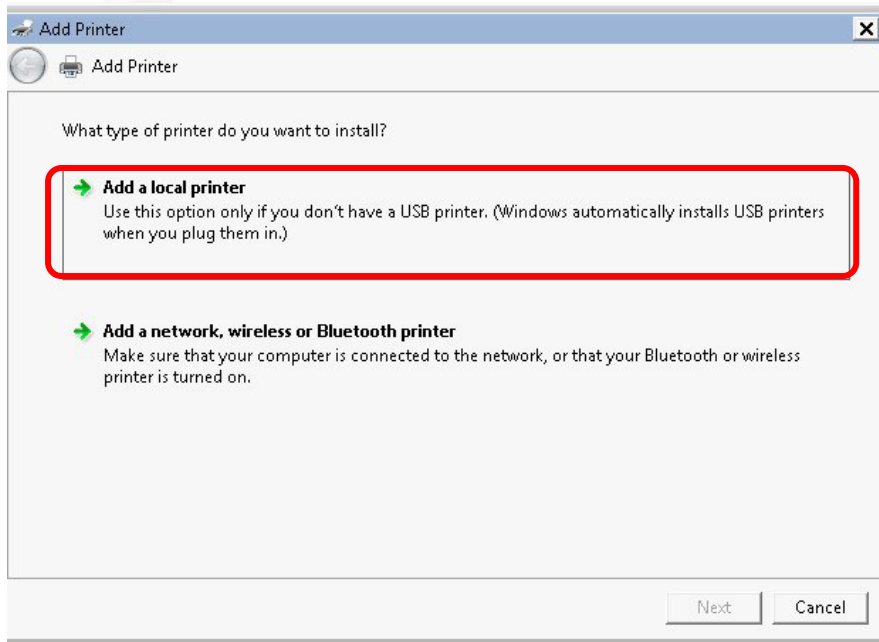 Add Printer
Add Printer
What type of printer do you want to install?
Add a local printer
Use this option only if you don't have a USB printer. (Windows automatically installs USB printers
when you plug them in.)
Add a network, wireless or Bluetooth printer
Make sure that your computer is connected to the network, or that your Bluetooth or wireless
printer is turned on.
Next Cancel